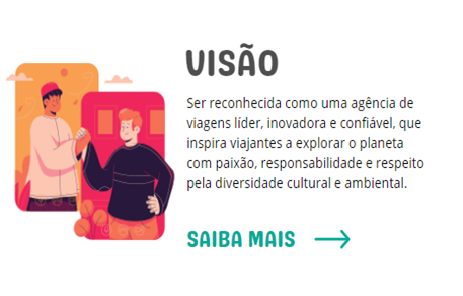 VISÃO
Ser reconhecida como uma agência de
viagens líder, inovadora e confiável, que
inspira viajantes a explorar o planeta
com paixão, responsabilidade e respeito
pela diversidade cultural e ambiental.
SAIBA MAIS